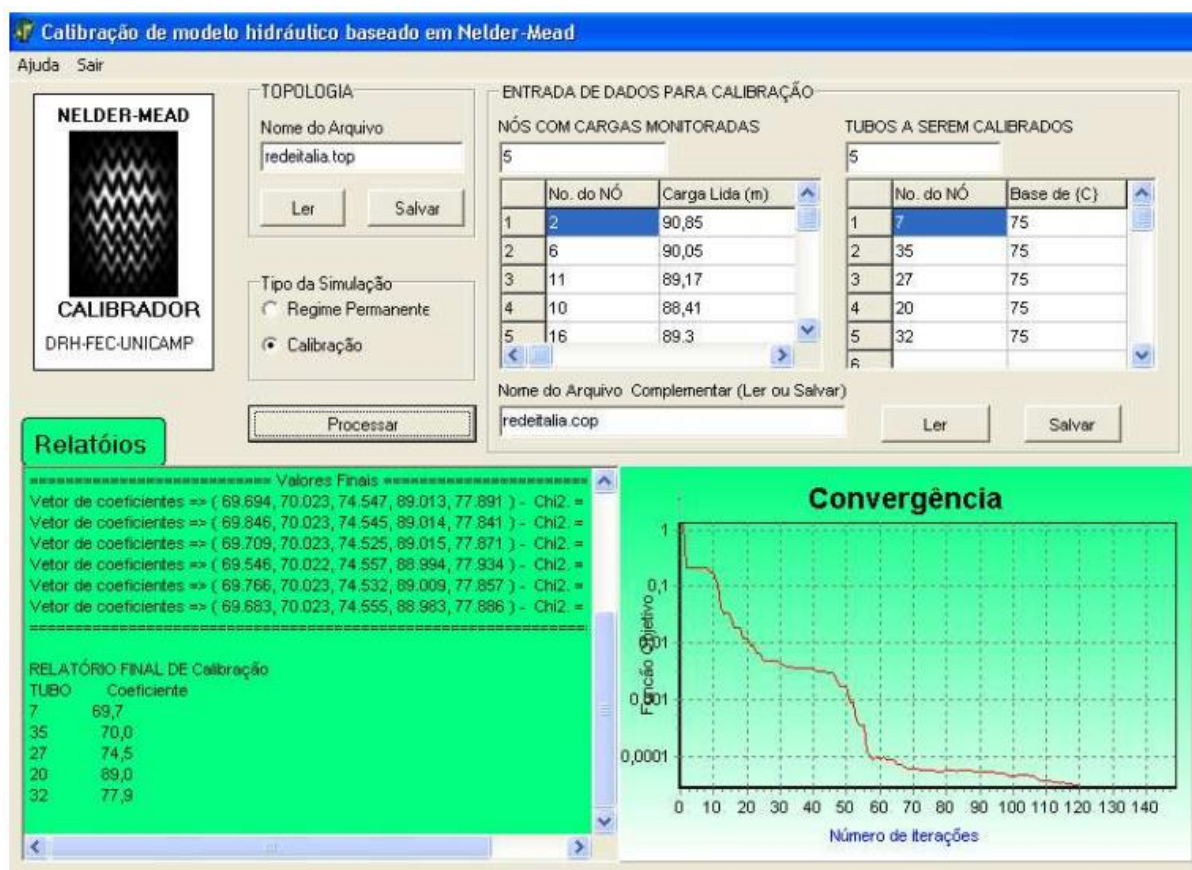 Calibração de modelo hidráulico baseado em Nelder-Mead
Ajuda Sair
NELDER-MEAD
CALIBRADOR
DRH-FEC-UNICAMP
TOPOLOGIA
Nome do Arquivo
redeitalia.top
Ler Salvar
Tipo da Simulação
Regime Permanente
Calibração
Processar
ENTRADA DE DADOS PARA CALIBRAÇÃO
NÓS COM CARGAS MONITORADAS
5
No. do NÓ Carga Lida (m)
1 2 90,85
2 6 90,05
3 11 89,17
4 10 88,41
5 16 89.3
TUBOS A SEREM CALIBRADOS
5
No. do NÓ Base de {C}
1 7 75
2 35 75
3 27 75
4 20 75
5 32 75
6
Nome do Arquivo Complementar (Ler ou Salvar)
redeitalia.cop
Ler Salvar
Relatóios
=========================== Valores Finais =======================
Vetor de coeficientes => ( 69.694, 70.023, 74.547, 89.013, 77.891 ) - Chi2. =
Vetor de coeficientes => ( 69.846, 70.023, 74.545, 89.014, 77.841 ) - Chi2. =
Vetor de coeficientes => ( 69.709, 70.023, 74.525, 89.015, 77.871 ) - Chi2. =
Vetor de coeficientes => ( 69.546, 70.022, 74.557, 88.994, 77.934 ) - Chi2. =
Vetor de coeficientes => ( 69.766, 70.023, 74.532, 89.009, 77.857 ) - Chi2. =
Vetor de coeficientes => ( 69.683, 70.023, 74.555, 88.983, 77.886 ) - Chi2. =
RELATÓRIO FINAL DE Calibração
TUBO Coeficiente
7 69,7
35 70,0
27 74,5
20 89,0
32 77,9
Convergência
Função Objetivo
1
0,1
0,01
0,001
0,0001
0 10 20 30 40 50 60 70 80 90 100 110 120 130 140
Número de iterações